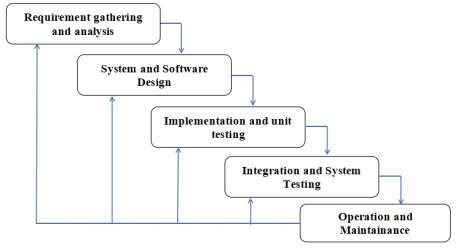 Requirement gathering
and analysis
System and Software
Design
Implementation and unit
testing
Integration and System
Testing
Operation and
Maintainance